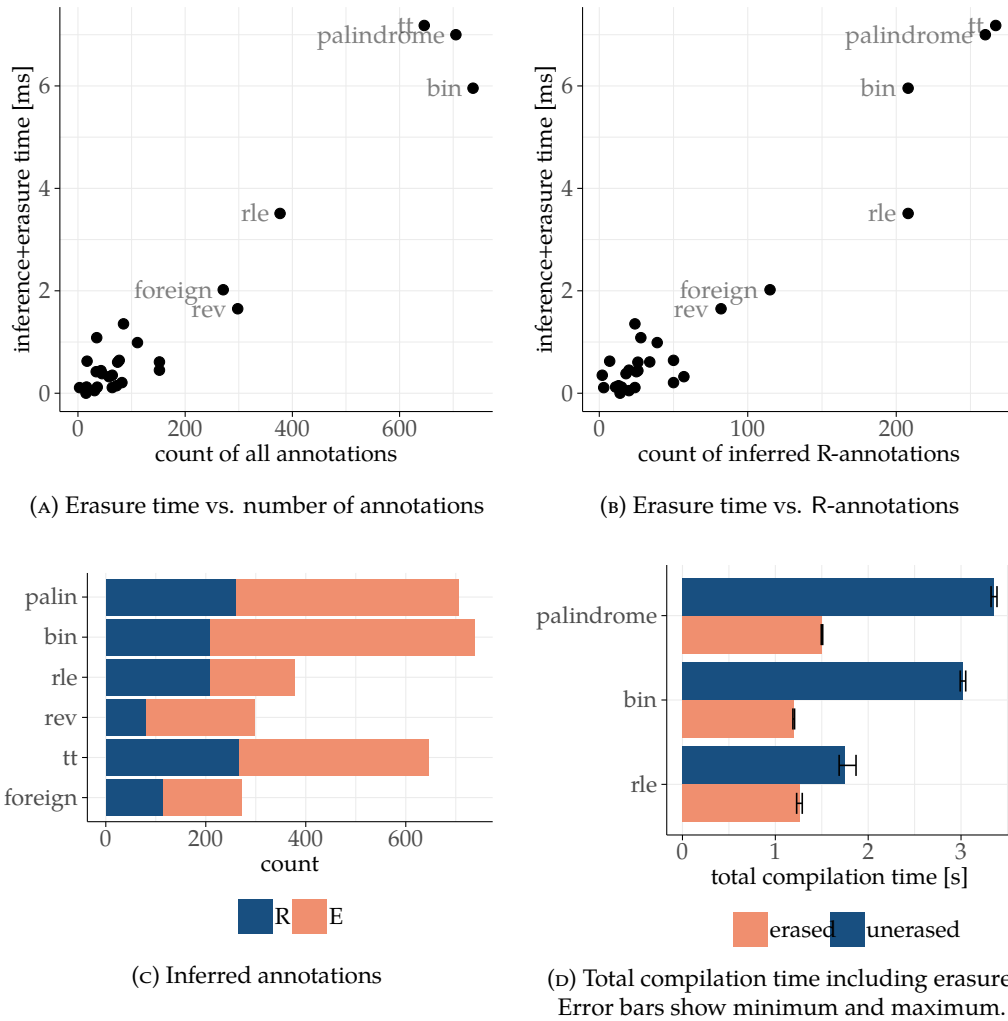 tt
palindrome
bin
rle
foreign
rev
6
4
2
0
inference+erasure time [ms]
0 200 400 600
count of all annotations
(A) Erasure time vs. number of annotations
tt
palindrome
bin
rle
foreign
rev
6
4
2
0
inference+erasure time [ms]
0 100 200
count of inferred R-annotations
(B) Erasure time vs. R-annotations
palin
bin
rle
rev
tt
foreign
0 200 400 600
count
R E
(C) Inferred annotations
palindrome
bin
rle
0 1 2 3
total compilation time [s]
erased unerased
(D) Total compilation time including erasure
Error bars show minimum and maximum.